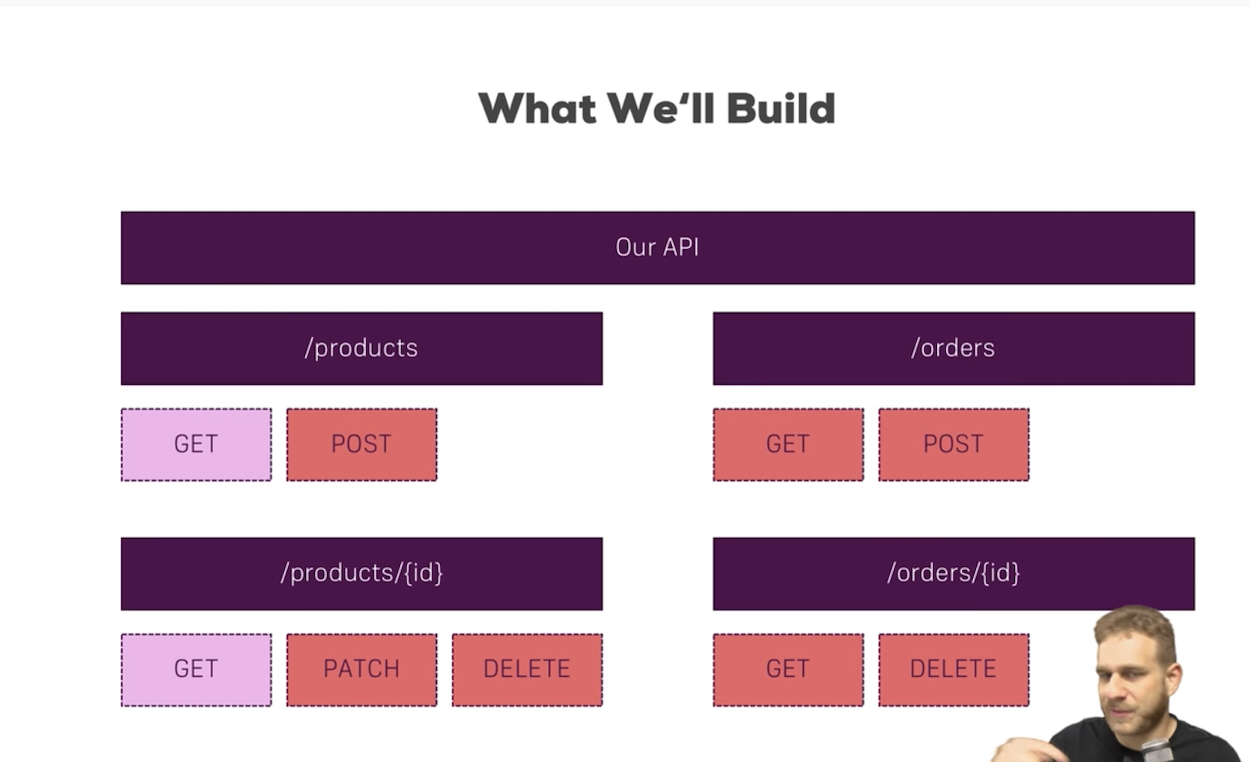 What We‘ll Build
Our API
/products
/orders
GET POST
GET POST
/products/{id}
/orders/{id}
GET PATCH DELETE
GET DELETE